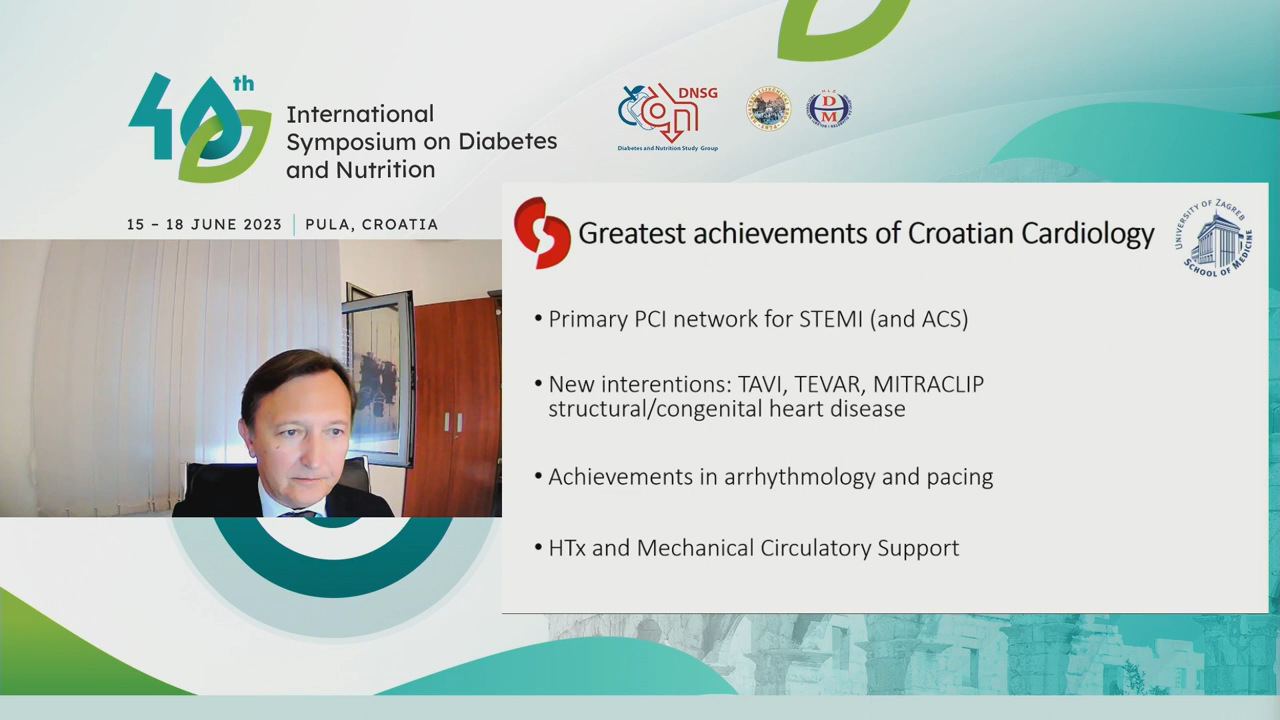 40th
International
Symposium on Diabetes
and Nutrition
15 – 18 JUNE 2023 | PULA, CROATIA
DNSG
Diabetes and Nutrition Study Group
D
M
Greatest achievements of Croatian Cardiology
UNIVERSITY OF ZAGREB
SCHOOL OF MEDICINE
• Primary PCI network for STEMI (and ACS)
• New interentions: TAVI, TEVAR, MITRACLIP
structural/congenital heart disease
• Achievements in arrhythmology and pacing
• HTx and Mechanical Circulatory Support